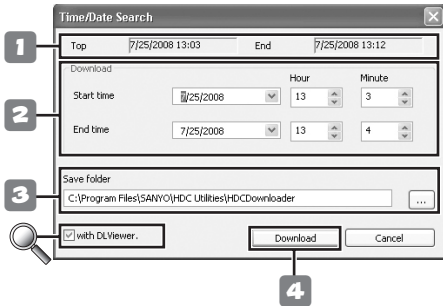 Time/Date Search
1 Top 7/25/2008 13:03 End 7/25/2008 13:12
Download
Hour Minute
2 Start time 7/25/2008 13 3
End time 7/25/2008 13 4
Save folder
3 C:\Program Files\SANYO\HDC Utilities\HDCDownloader ...
with DLViewer. Download Cancel
4